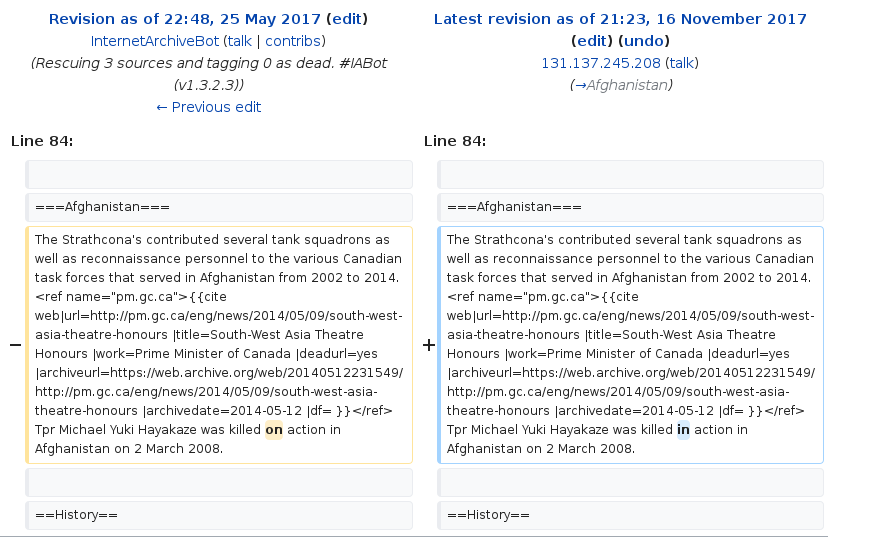 Revision as of 22:48, 25 May 2017 (edit)
InternetArchiveBot (talk | contribs)
(Rescuing 3 sources and tagging 0 as dead. #IABot
(v1.3.2.3))
← Previous edit
Latest revision as of 21:23, 16 November 2017
(edit) (undo)
131.137.245.208 (talk)
(→Afghanistan)
Line 84:
Line 84:
===Afghanistan===
===Afghanistan===
−
The Strathcona's contributed several tank squadrons as
well as reconnaissance personnel to the various Canadian
task forces that served in Afghanistan from 2002 to 2014.
<ref name="pm.gc.ca">{{cite
web|url=http://pm.gc.ca/eng/news/2014/05/09/south-west-
asia-theatre-honours |title=South-West Asia Theatre
Honours |work=Prime Minister of Canada |deadurl=yes
|archiveurl=https://web.archive.org/web/20140512231549/
http://pm.gc.ca/eng/news/2014/05/09/south-west-asia-
theatre-honours |archivedate=2014-05-12 |df= }}</ref>
Tpr Michael Yuki Hayakaze was killed on action in
Afghanistan on 2 March 2008.
+
The Strathcona's contributed several tank squadrons as
well as reconnaissance personnel to the various Canadian
task forces that served in Afghanistan from 2002 to 2014.
<ref name="pm.gc.ca">{{cite
web|url=http://pm.gc.ca/eng/news/2014/05/09/south-west-
asia-theatre-honours |title=South-West Asia Theatre
Honours |work=Prime Minister of Canada |deadurl=yes
|archiveurl=https://web.archive.org/web/20140512231549/
http://pm.gc.ca/eng/news/2014/05/09/south-west-asia-
theatre-honours |archivedate=2014-05-12 |df= }}</ref>
Tpr Michael Yuki Hayakaze was killed in action in
Afghanistan on 2 March 2008.
==History==
==History==